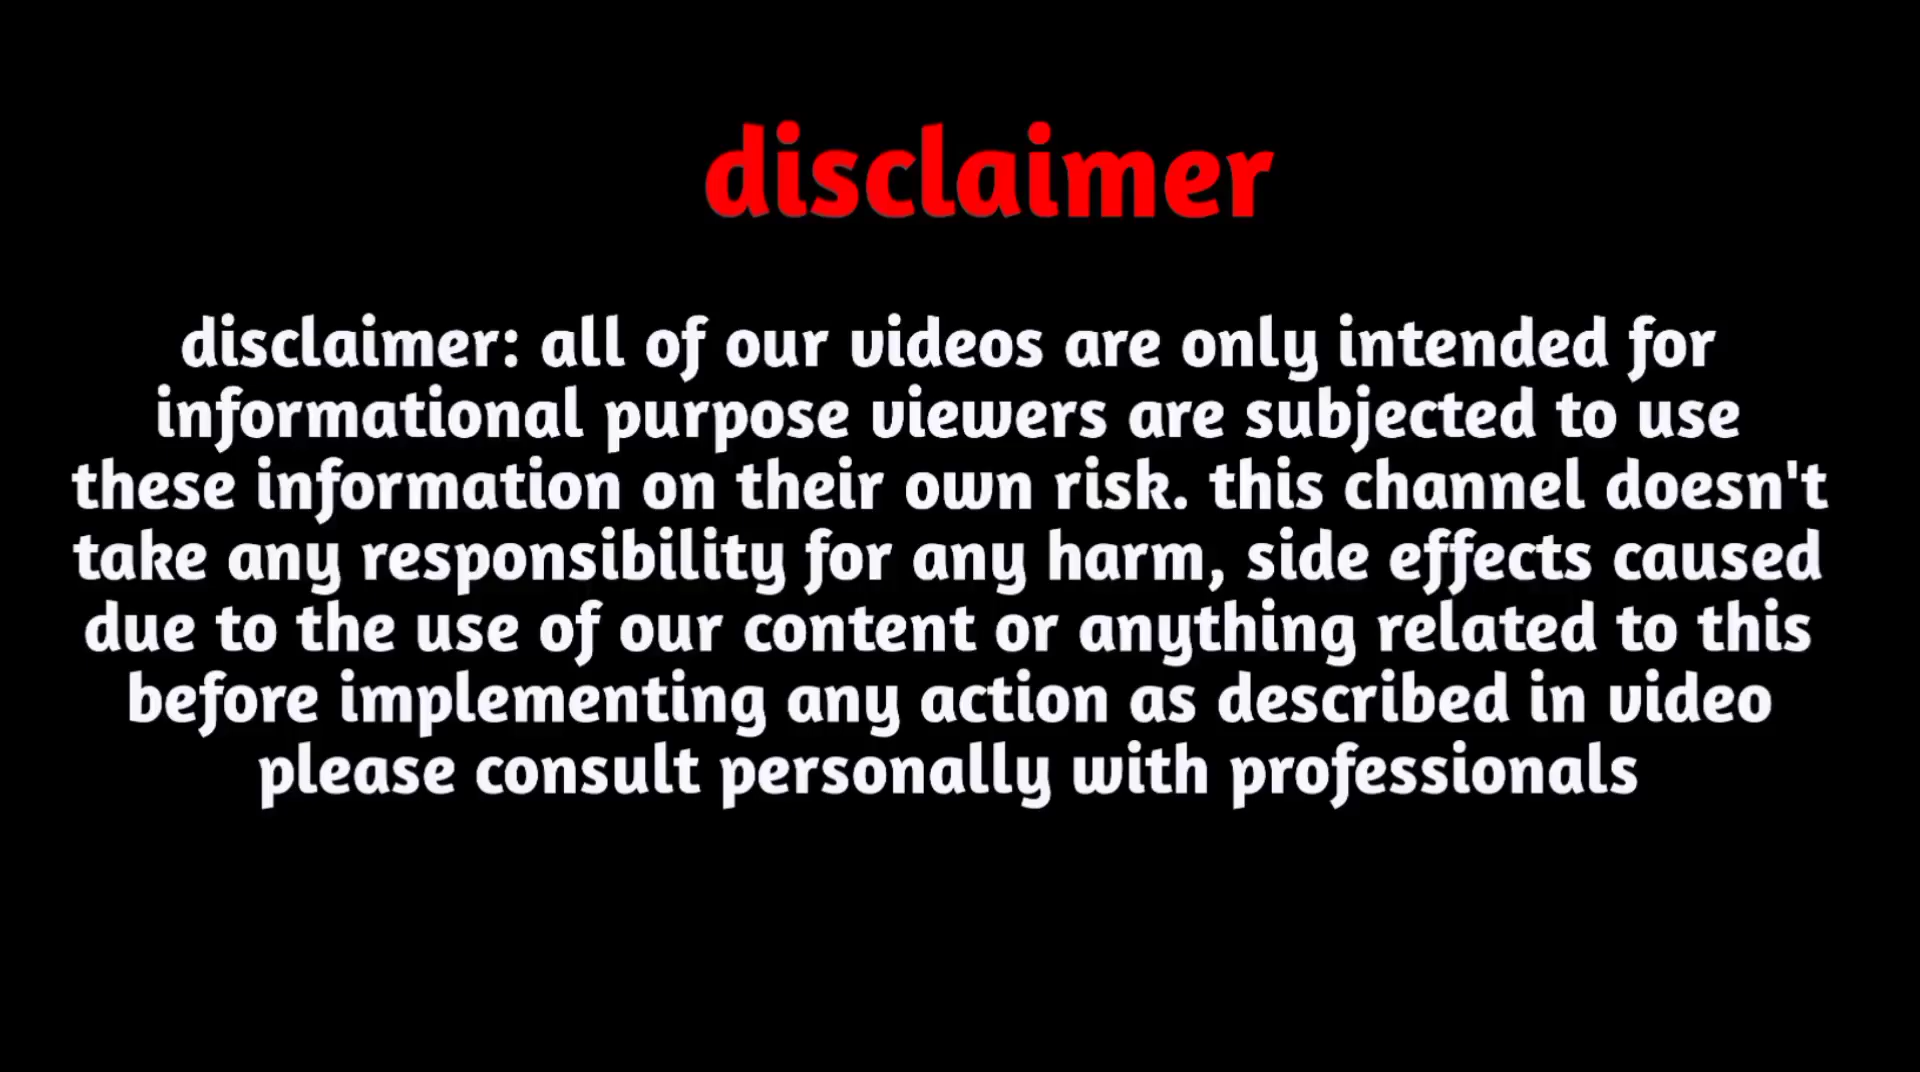 disclaimer
disclaimer: all of our videos are only intended for
informational purpose viewers are subjected to use
these information on their own risk. this channel doesn't
take any responsibility for any harm, side effects caused
due to the use of our content or anything related to this
before implementing any action as described in video
please consult personally with professionals